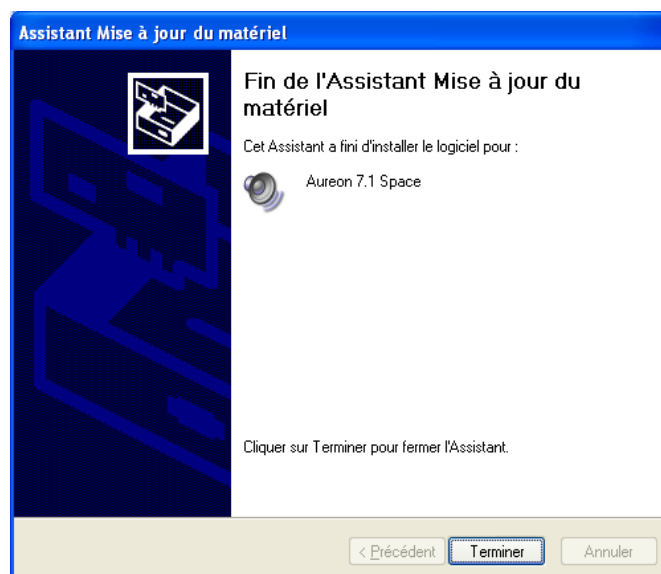 Assistant Mise à jour du matériel
Fin de l'Assistant Mise à jour du
matériel
Cet Assistant a fini d'installer le logiciel pour :
Aureon 7.1 Space
Cliquer sur Terminer pour fermer l'Assistant.
< Précédent Terminer Annuler